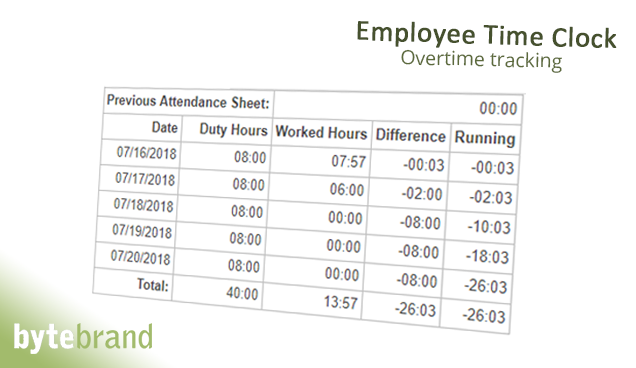 Employee Time Clock
Overtime tracking
Previous Attendance Sheet: 00:00
Date Duty Hours Worked Hours Difference Running
07/16/2018 08:00 07:57 -00:03 -00:03
07/17/2018 08:00 06:00 -02:00 -02:03
07/18/2018 08:00 00:00 -08:00 -10:03
07/19/2018 08:00 00:00 -08:00 -18:03
07/20/2018 08:00 00:00 -08:00 -26:03
Total: 40:00 13:57 -26:03 -26:03
bytebrand